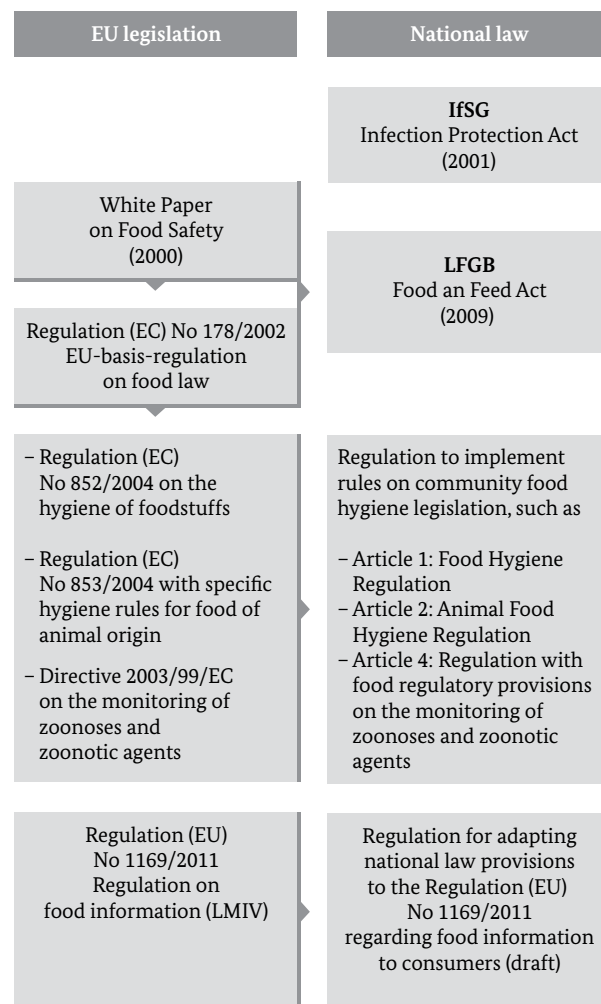 EU legislation
National law
IfSG
Infection Protection Act
(2001)
White Paper
on Food Safety
(2000)
LFGB
Food an Feed Act
(2009)
Regulation (EC) No 178/2002
EU-basis-regulation
on food law
– Regulation (EC)
No 852/2004 on the
hygiene of foodstuffs
– Regulation (EC)
No 853/2004 with specific
hygiene rules for food of
animal origin
– Directive 2003/99/EC
on the monitoring of
zoonoses and
zoonotic agents
Regulation to implement
rules on community food
hygiene legislation, such as
– Article 1: Food Hygiene
Regulation
– Article 2: Animal Food
Hygiene Regulation
– Article 4: Regulation with
food regulatory provisions
on the monitoring of
zoonoses and zoonotic
agents
Regulation (EU)
No 1169/2011
Regulation on
food information (LMIV)
Regulation for adapting
national law provisions
to the Regulation (EU)
No 1169/2011
regarding food information
to consumers (draft)